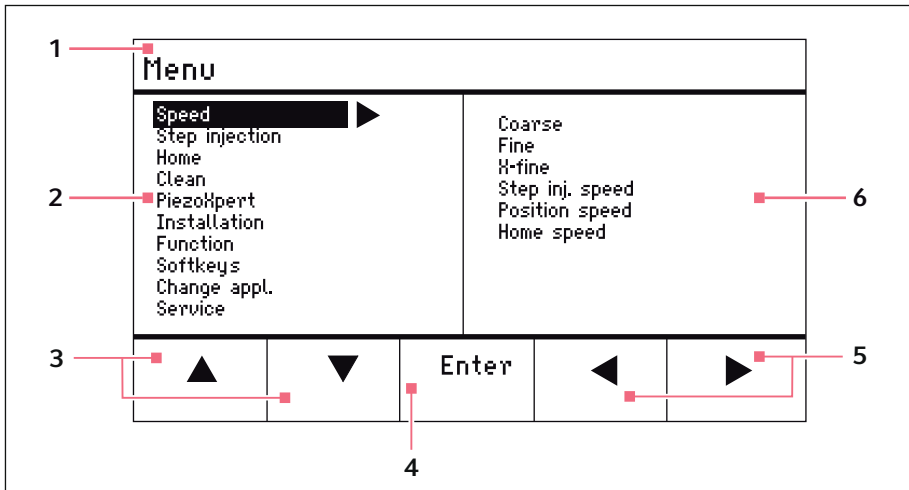 1
Menu
Speed
Step injection
Home
Clean
PiezoXpert
Installation
Function
Softkeys
Change appl.
Service
2
Coarse
Fine
X-fine
Step inj. speed
Position speed
Home speed
6
3
Enter
5
4